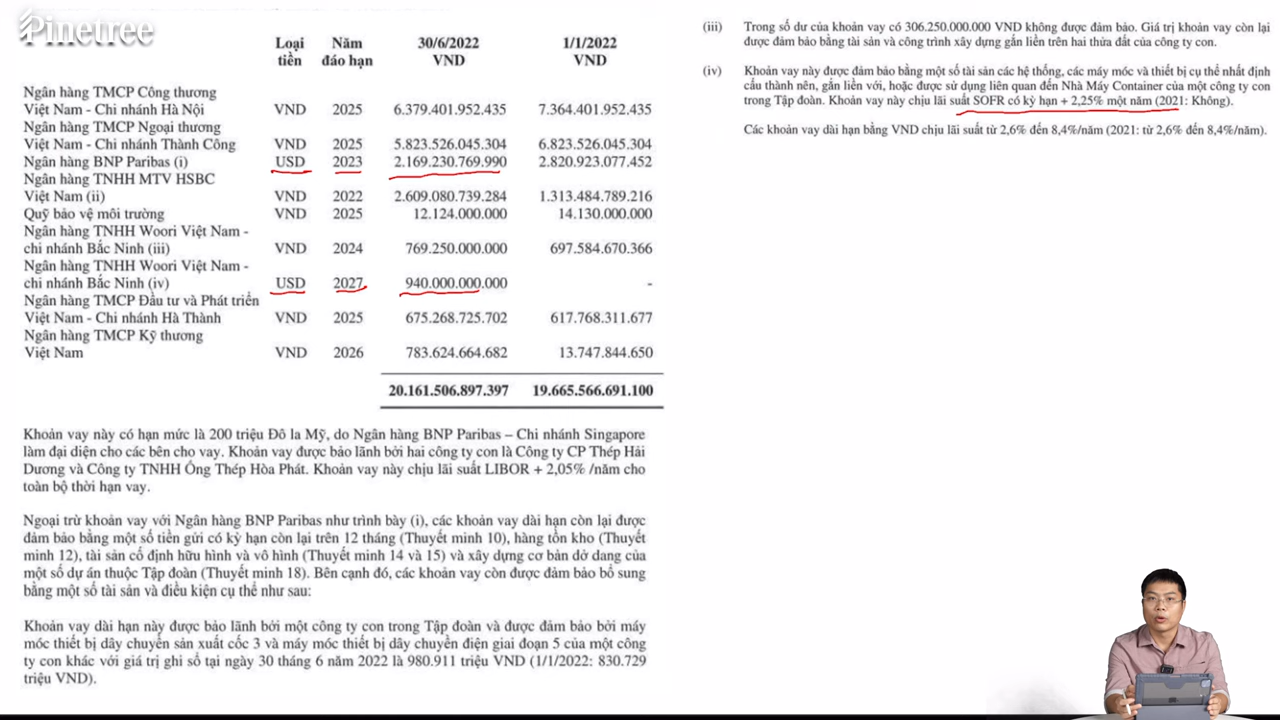 Pinetree
Loại tiền
Năm đáo hạn
30/6/2022 VND
1/1/2022 VND
Ngân hàng TMCP Công thương
Việt Nam - Chi nhánh Hà Nội VND 2025 6.379.401.952.435 7.364.401.952.435
Ngân hàng TMCP Ngoại thương
Việt Nam - Chi nhánh Thành Công VND 2025 5.823.526.045.304 6.823.526.045.304
Ngân hàng BNP Paribas (i) USD 2023 2.169.230.769.990 2.820.923.077.452
Ngân hàng TNHH MTV HSBC
Việt Nam (ii) VND 2022 2.609.080.739.284 1.313.484.789.216
Quỹ bảo vệ môi trường VND 2025 12.124.000.000 14.130.000.000
Ngân hàng TNHH Woori Việt Nam -
chi nhánh Bắc Ninh (iii) VND 2024 769.250.000.000 697.584.670.366
Ngân hàng TNHH Woori Việt Nam -
chi nhánh Bắc Ninh (iv) USD 2027 940.000.000.000 -
Ngân hàng TMCP Đầu tư và Phát triển
Việt Nam - Chi nhánh Hà Thành VND 2025 675.268.725.702 617.768.311.677
Ngân hàng TMCP Kỹ thương
Việt Nam VND 2026 783.624.664.682 13.747.844.650
20.161.506.897.397 19.665.566.691.100
Khoản vay này có hạn mức là 200 triệu Đô la Mỹ, do Ngân hàng BNP Paribas – Chi nhánh Singapore
làm đại diện cho các bên cho vay. Khoản vay được bảo lãnh bởi hai công ty con là Công ty CP Thép Hải
Dương và Công ty TNHH Ống Thép Hòa Phát. Khoản vay này chịu lãi suất LIBOR + 2,05% /năm cho
toàn bộ thời hạn vay.
Ngoại trừ khoản vay với Ngân hàng BNP Paribas như trình bày (i), các khoản vay dài hạn còn lại được
đảm bảo bằng một số tiền gửi có kỳ hạn còn lại trên 12 tháng (Thuyết minh 10), hàng tồn kho (Thuyết
minh 12), tài sản cố định hữu hình và vô hình (Thuyết minh 14 và 15) và xây dựng cơ bản dở dang của
một số dự án thuộc Tập đoàn (Thuyết minh 18). Bên cạnh đó, các khoản vay còn được đảm bảo bổ sung
bằng một số tài sản và điều kiện cụ thể như sau:
Khoản vay dài hạn này được bảo lãnh bởi một công ty con trong Tập đoàn và được đảm bảo bởi máy
móc thiết bị dây chuyền sản xuất cốc 3 và máy móc thiết bị dây chuyền điện giai đoạn 5 của một công
ty con khác với giá trị ghi sổ tại ngày 30 tháng 6 năm 2022 là 980.911 triệu VND (1/1/2022: 830.729
triệu VND).
(iii) Trong số dư của khoản vay có 306.250.000.000 VND không được đảm bảo. Giá trị khoản vay còn lại
được đảm bảo bằng tài sản và công trình xây dựng gắn liền trên hai thửa đất của công ty con.
(iv) Khoản vay này được đảm bảo bằng một số tài sản các hệ thống, các máy móc và thiết bị cụ thể nhất định
cấu thành nên, gắn liền với, hoặc được sử dụng liên quan đến Nhà Máy Container của một công ty con
trong Tập đoàn. Khoản vay này chịu lãi suất SOFR có kỳ hạn + 2,25% một năm (2021: Không).
Các khoản vay dài hạn bằng VND chịu lãi suất từ 2,6% đến 8,4%/năm (2021: từ 2,6% đến 8,4%/năm).